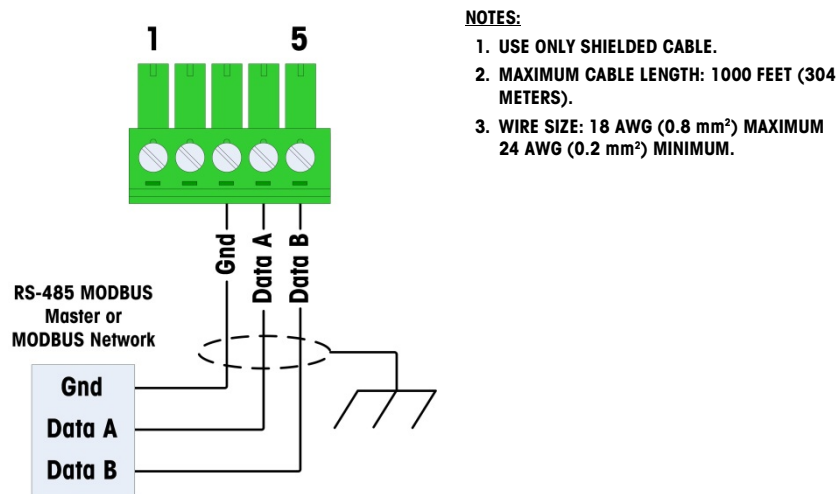 1 5
Gnd
Data A
Data B
RS-485 MODBUS
Master or
MODBUS Network
Gnd
Data A
Data B
NOTES:
1. USE ONLY SHIELDED CABLE.
2. MAXIMUM CABLE LENGTH: 1000 FEET (304
METERS).
3. WIRE SIZE: 18 AWG (0.8 mm²) MAXIMUM
24 AWG (0.2 mm²) MINIMUM.